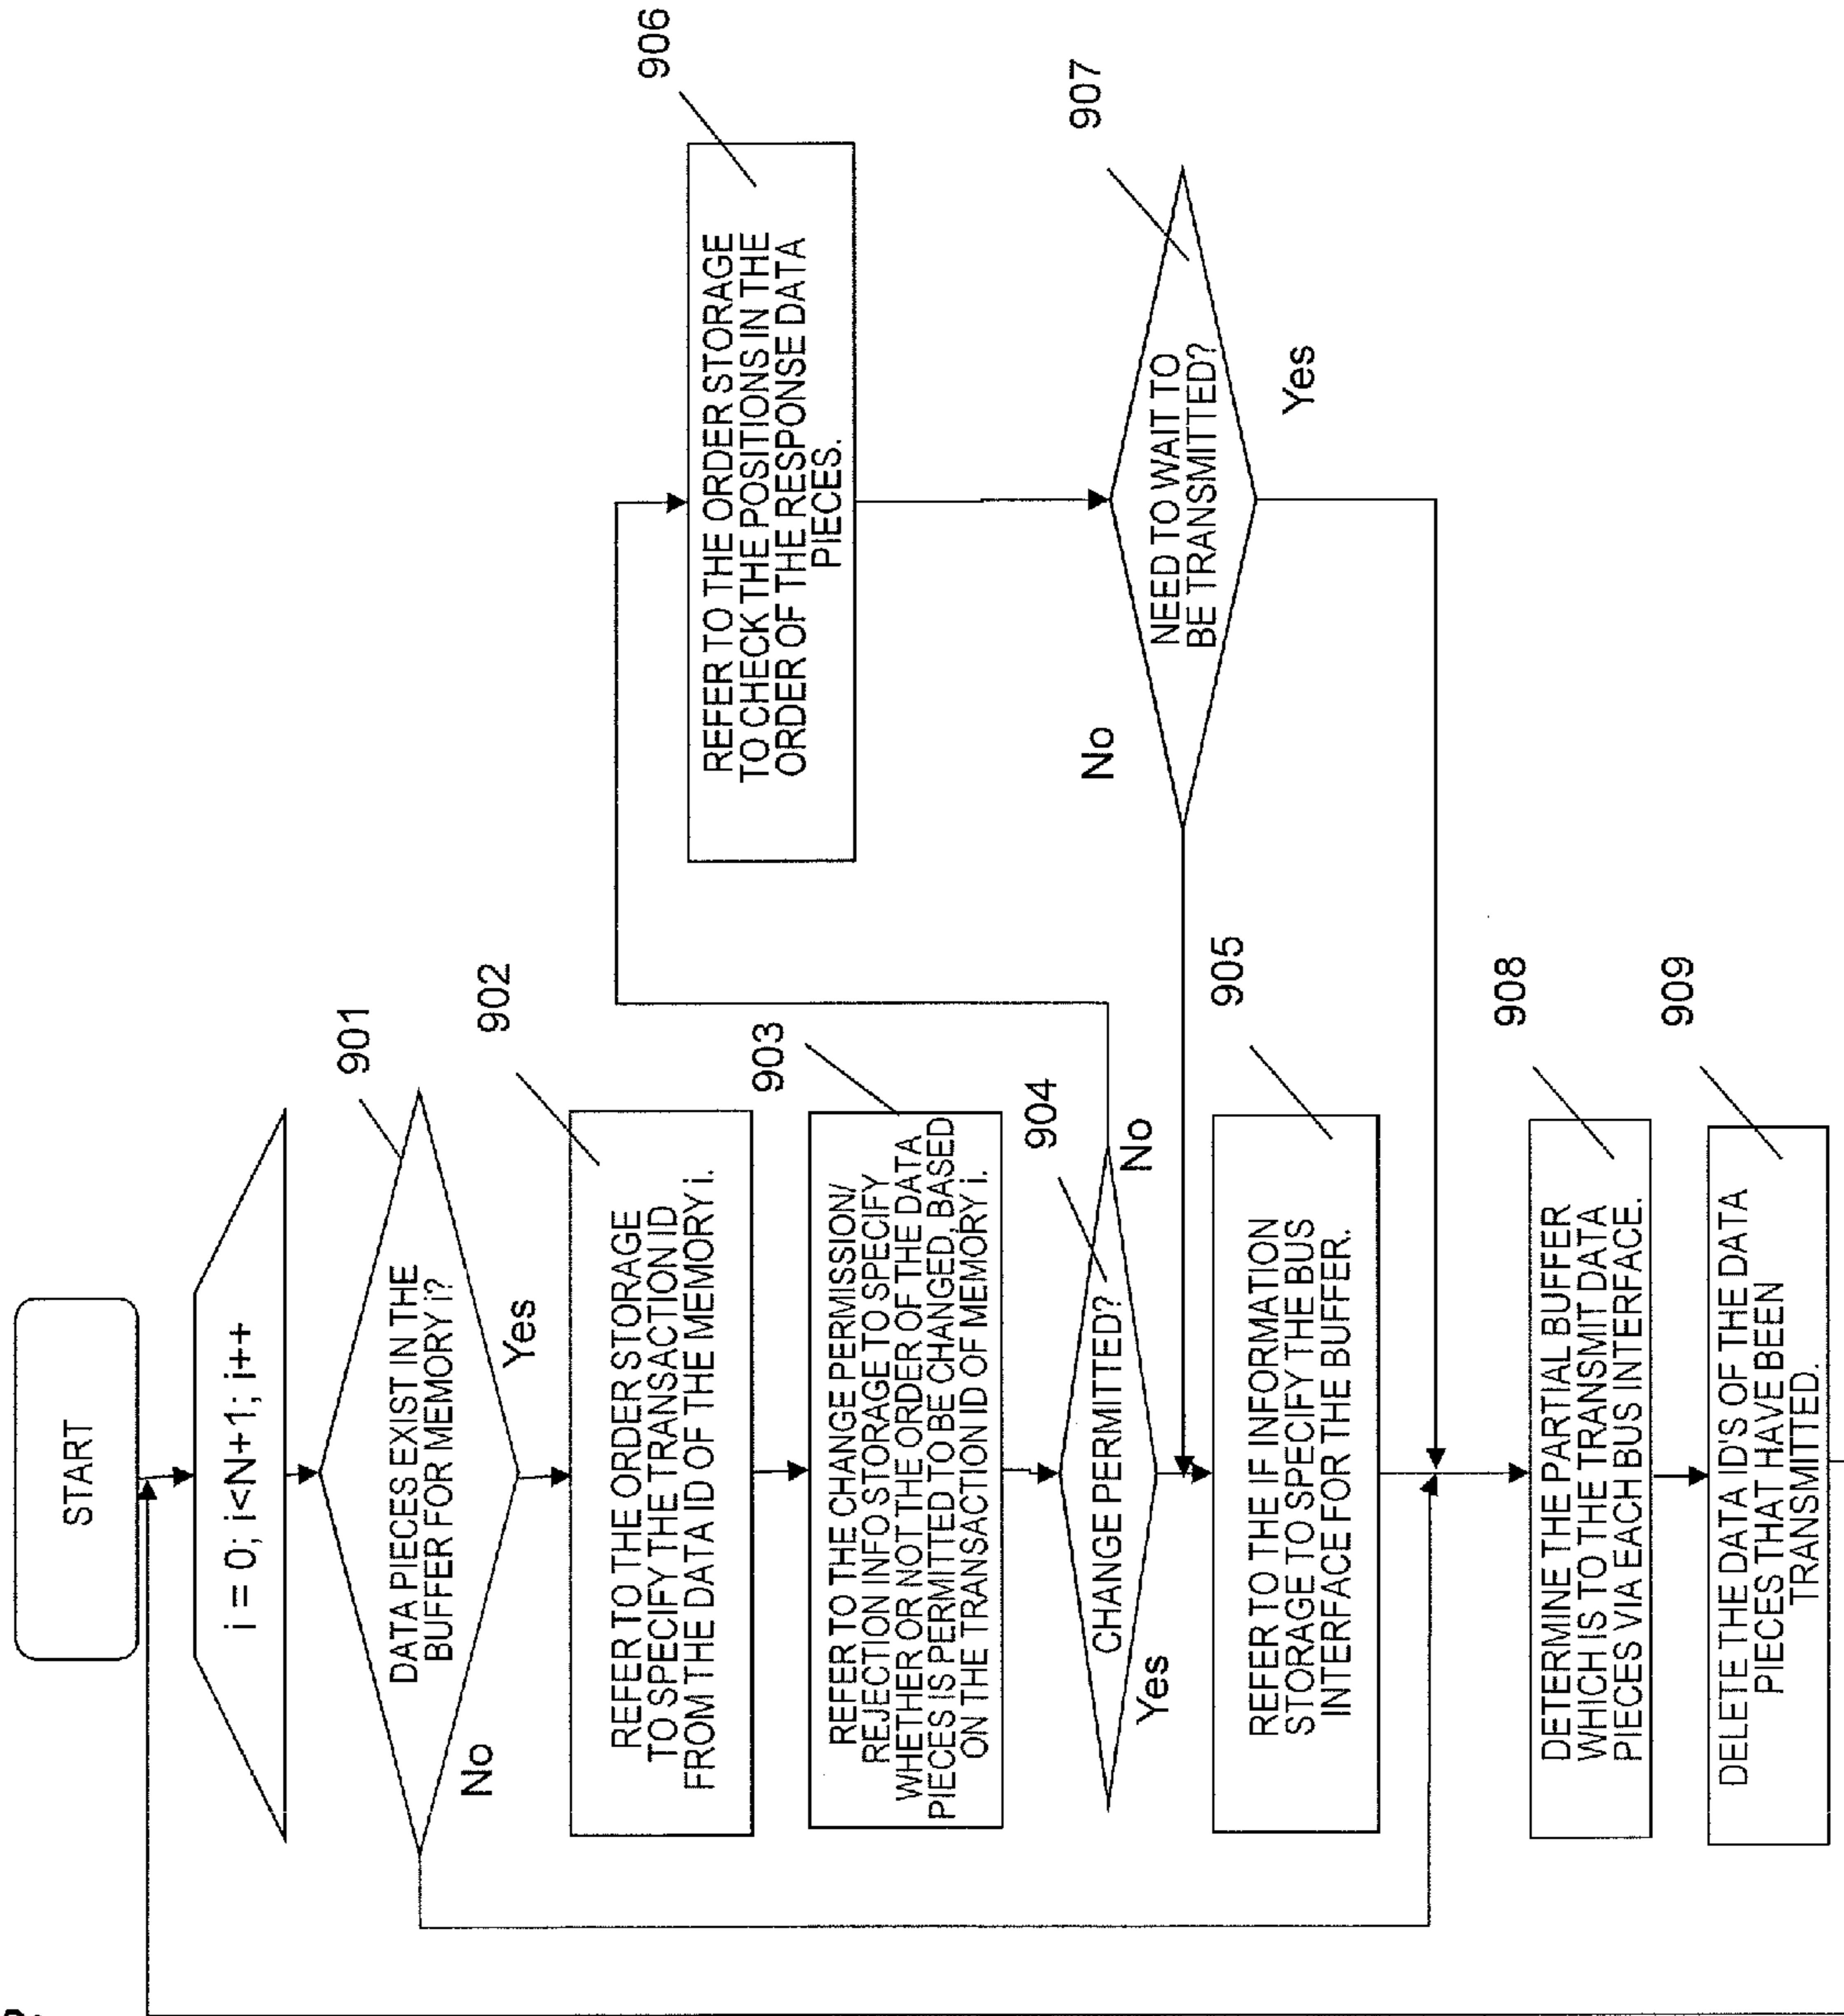 START
i = 0; i<N+1; i++
901
DATA PIECES EXIST IN THE
BUFFER FOR MEMORY i?
No
Yes
902
REFER TO THE ORDER STORAGE
TO SPECIFY THE TRANSACTION ID
FROM THE DATA ID OF THE MEMORY i.
903
REFER TO THE CHANGE PERMISSION/
REJECTION INFO STORAGE TO SPECIFY
WHETHER OR NOT THE ORDER OF THE DATA
PIECES IS PERMITTED TO BE CHANGED, BASED
ON THE TRANSACTION ID OF MEMORY i.
904
CHANGE PERMITTED?
Yes
No
905
REFER TO THE IF INFORMATION
STORAGE TO SPECIFY THE BUS
INTERFACE FOR THE BUFFER.
906
REFER TO THE ORDER STORAGE
TO CHECK THE POSITIONS IN THE
ORDER OF THE RESPONSE DATA
PIECES.
907
NEED TO WAIT TO
BE TRANSMITTED?
No
Yes
908
DETERMINE THE PARTIAL BUFFER
WHICH IS TO THE TRANSMIT DATA
PIECES VIA EACH BUS INTERFACE.
909
DELETE THE DATA ID'S OF THE DATA
PIECES THAT HAVE BEEN
TRANSMITTED.